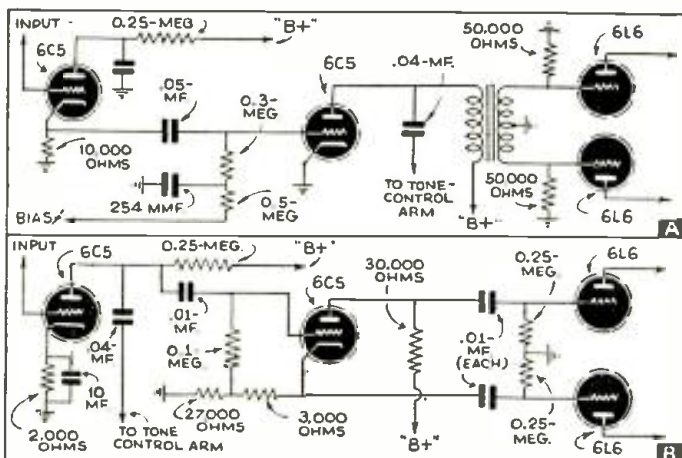 INPUT -
0.25-MEG
"B+"
6C5
.05-
MF.
0.3-
MEG
6C5
.04-MF.
50,000
OHMS
6L6
10,000
OHMS
254 MMF.
0.5-
MEG
BIAS
TO TONE-
CONTROL
ARM
"B+"
50,000
OHMS
6L6
A
INPUT
6C5
0.25-MEG.
"B+"
.04-
MF
.01-
MF
0.1-
MEG
6C5
30,000
OHMS
0.25-
MEG.
6L6
.01-
MF
(EACH)
10
MF.
2,000
OHMS
TO TONE
CONTROL ARM
27,000
OHMS
3,000
OHMS
"B+"
0.25-
MEG.
6L6
B